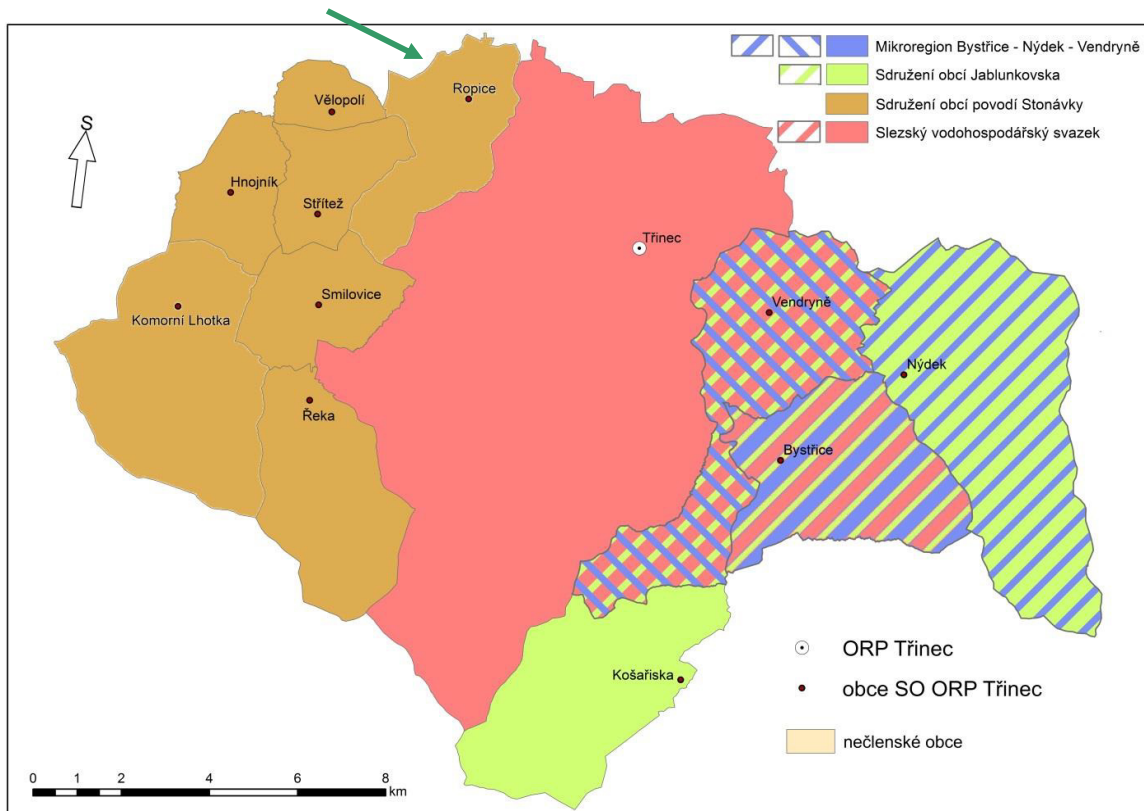 Mikroregion Bystřice - Nýdek - Vendryně
Sdružení obcí Jablunkovska
Sdružení obcí povodí Stonávky
Slezský vodohospodářský svazek
S
Ropice
Vělopolí
Hnojník
Střítež
Třinec
Smilovice
Komorní Lhotka
Vendryně
Nýdek
Řeka
Bystřice
Košařiska
ORP Třinec
obce SO ORP Třinec
nečlenské obce
0 1 2 4 6 8
km